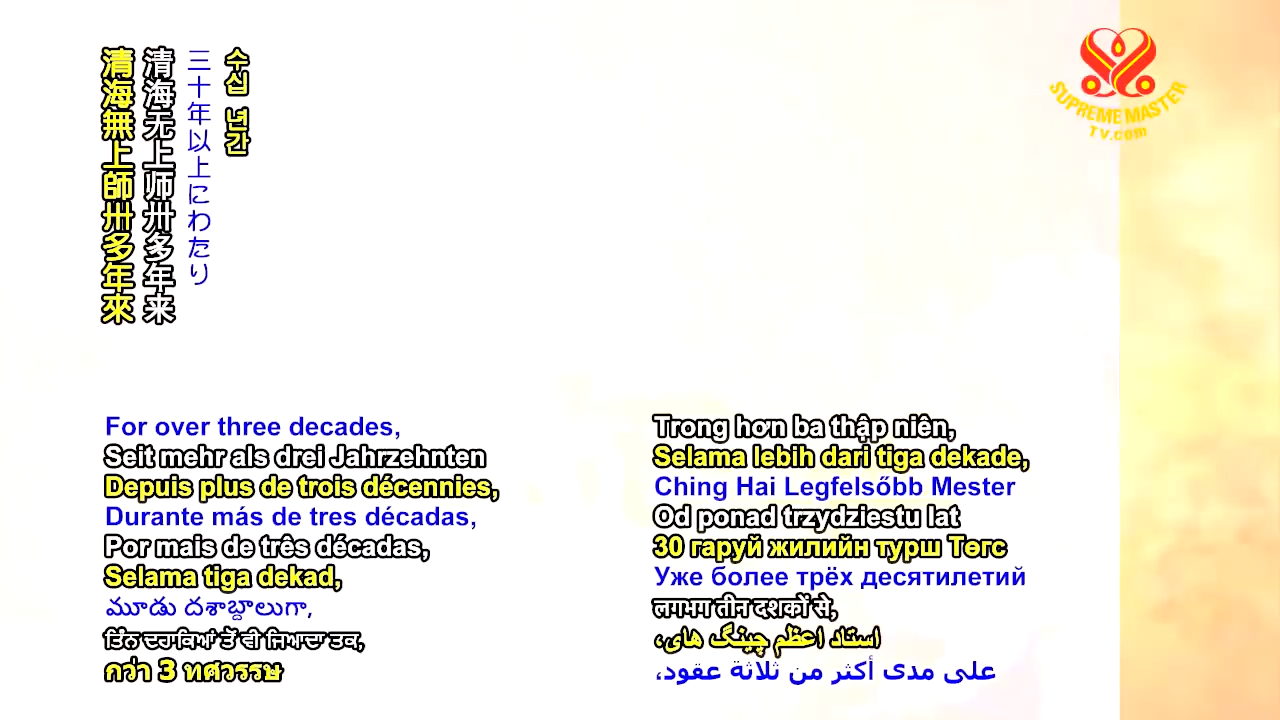 清海無上師卅多年來
清海无上师卅多年来
三十年以上にわたり
수십 년간
SUPREME MASTER
TV.com
For over three decades,
Seit mehr als drei Jahrzehnten
Depuis plus de trois décennies,
Durante más de tres décadas,
Por mais de três décadas,
Selama tiga dekad,
మూడు దశాబ్దాలుగా,
ਤਿੰਨ ਦਹਾਕਿਆਂ ਤੋਂ ਵੀ ਜਿਆਦਾ ਤਕ,
กว่า 3 ทศวรรษ
Trong hơn ba thập niên,
Selama lebih dari tiga dekade,
Ching Hai Legfelsőbb Mester
Od ponad trzydziestu lat
30 гаруй жилийн турш Төгс
Уже более трёх десятилетий
लगभग तीन दशकों से,
استاد اعظم چینگ های،
على مدى أكثر من ثلاثة عقود،